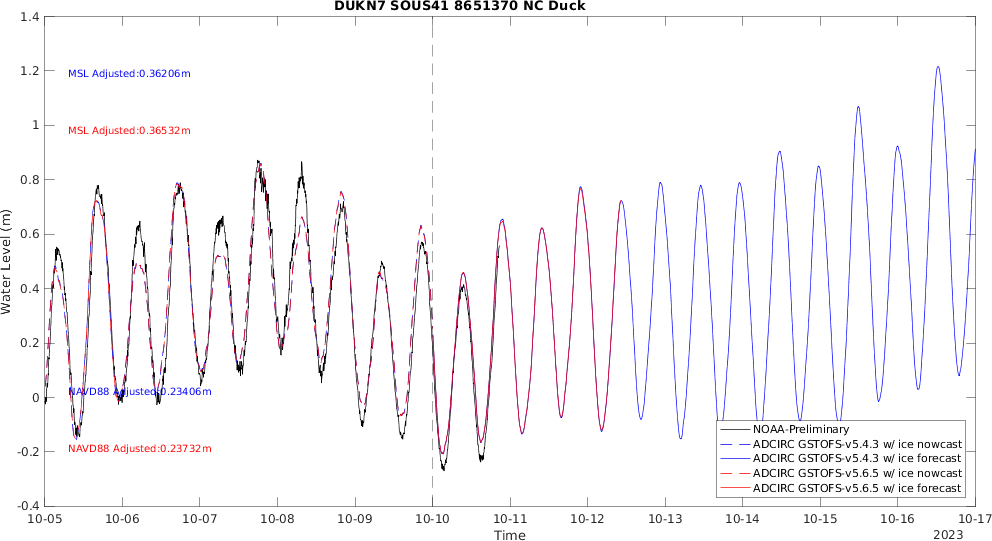 DUKN7 SOUS41 8651370 NC Duck
1.4
1.2
1
0.8
0.6
0.4
0.2
0
-0.2
-0.4
Water Level (m)
MSL Adjusted:0.36206m
MSL Adjusted:0.36532m
NAVD88 Adjusted:0.23406m
NAVD88 Adjusted:0.23732m
NOAA-Preliminary
ADCIRC GSTOFS-v5.4.3 w/ ice nowcast
ADCIRC GSTOFS-v5.4.3 w/ ice forecast
ADCIRC GSTOFS-v5.6.5 w/ ice nowcast
ADCIRC GSTOFS-v5.6.5 w/ ice forecast
10-05 10-06 10-07 10-08 10-09 10-10 10-11 10-12 10-13 10-14 10-15 10-16 10-17
Time
2023